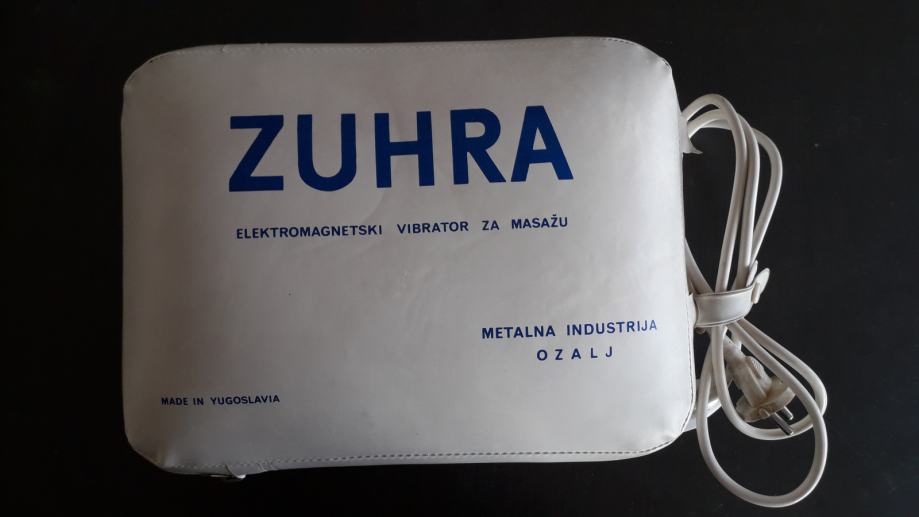 ZUHRA
ELEKTROMAGNETSKI VIBRATOR ZA MASAŽU
METALNA INDUSTRIJA
OZALJ
MADE IN YUGOSLAVIA